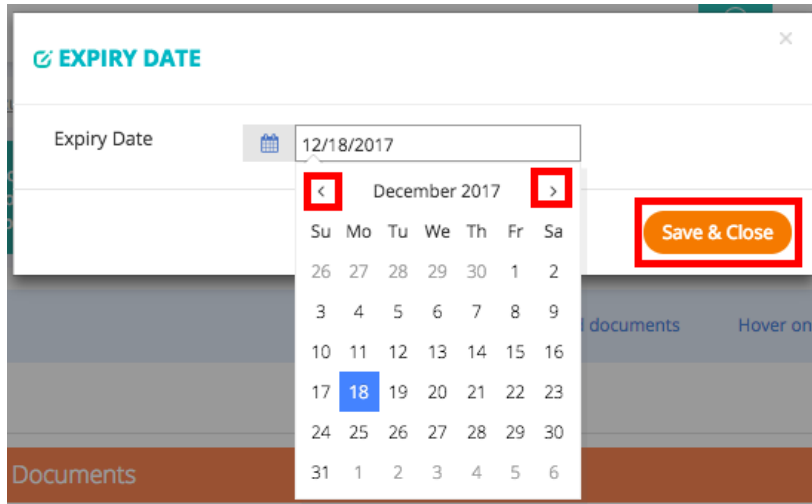 ×
EXPIRY DATE
Expiry Date
12/18/2017
< December 2017 >
Su Mo Tu We Th Fr Sa
26 27 28 29 30 1 2
3 4 5 6 7 8 9
10 11 12 13 14 15 16
17 18 19 20 21 22 23
24 25 26 27 28 29 30
31 1 2 3 4 5 6
Save & Close
documents
Hover on
Documents